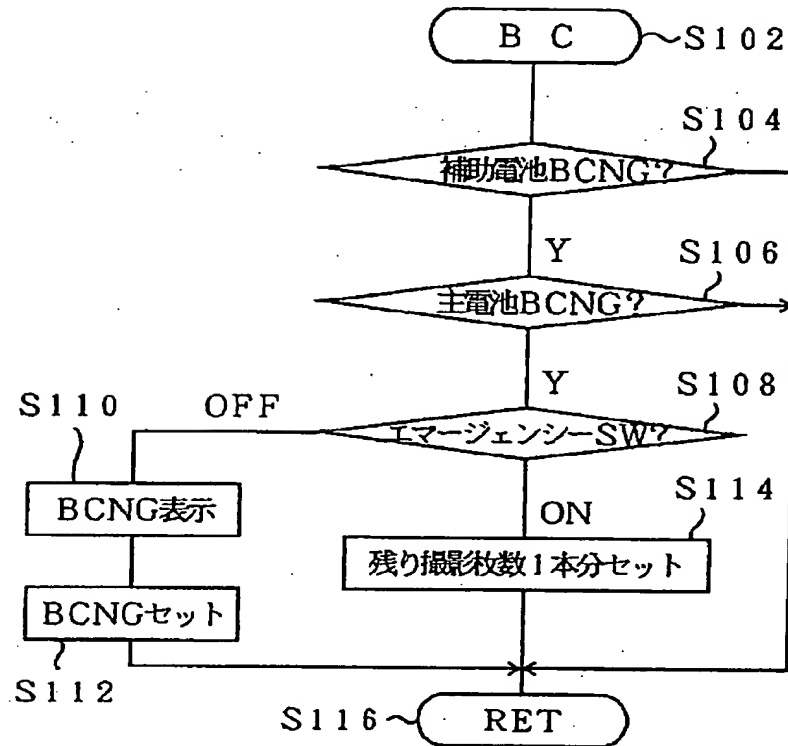 BC
S102
S104
補助電池BCNG?
Y
S106
主電池BCNG?
Y
S108
エマージェンシーSW?
OFF
S110
BCNG表示
ON
S114
残り撮影枚数1本分セット
BCNGセット
S112
S116
RET